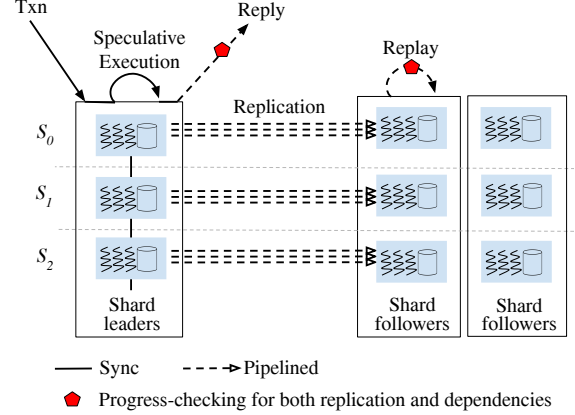 Txn
Reply
Speculative
Execution
Replay
Replication
S0
S1
S2
Shard
leaders
Shard
followers
Shard
followers
Sync
Pipelined
Progress-checking for both replication and dependencies